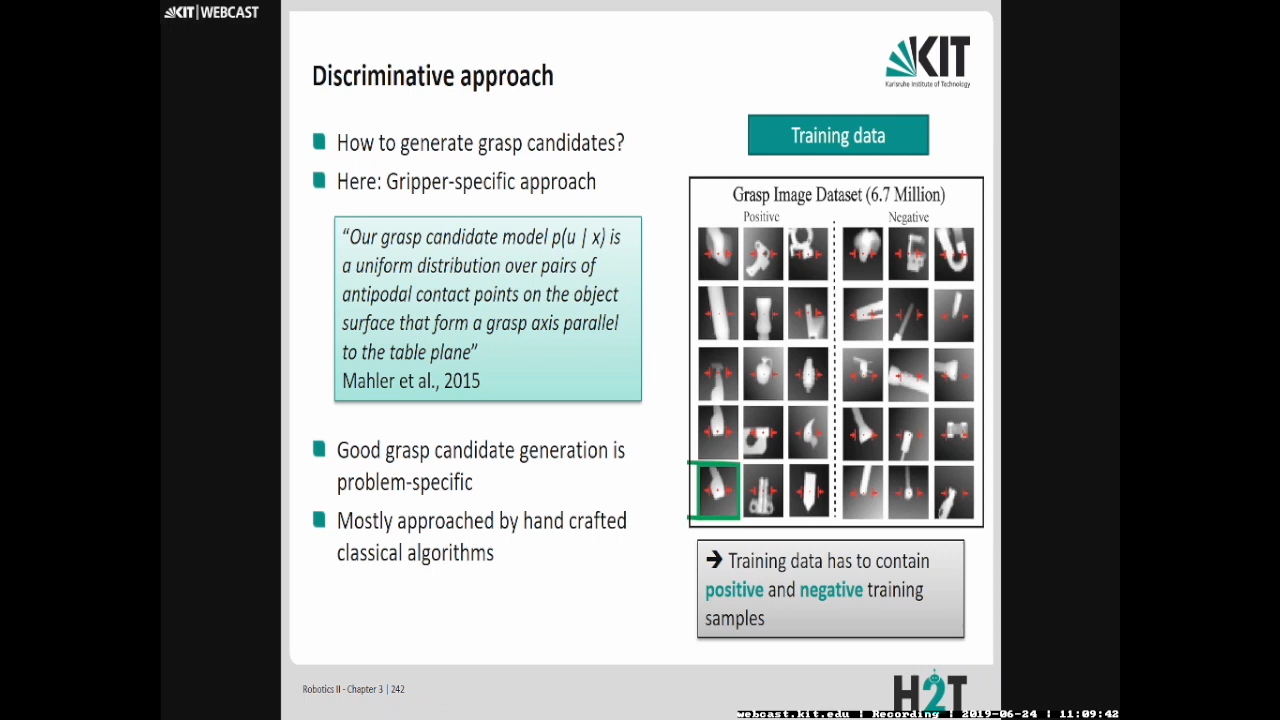 KIT | WEBCAST
KIT
Karlsruhe Institute of Technology
Discriminative approach
How to generate grasp candidates?
Here: Gripper-specific approach
“Our grasp candidate model p(u | x) is
a uniform distribution over pairs of
antipodal contact points on the object
surface that form a grasp axis parallel
to the table plane”
Mahler et al., 2015
Good grasp candidate generation is
problem-specific
Mostly approached by hand crafted
classical algorithms
Training data
Grasp Image Dataset (6.7 Million)
Positive
Negative
➔ Training data has to contain
positive and negative training
samples
Robotics II - Chapter 3 | 242
H2T
webcast.kit.edu | Recording | 2019-06-24 | 11:09:42